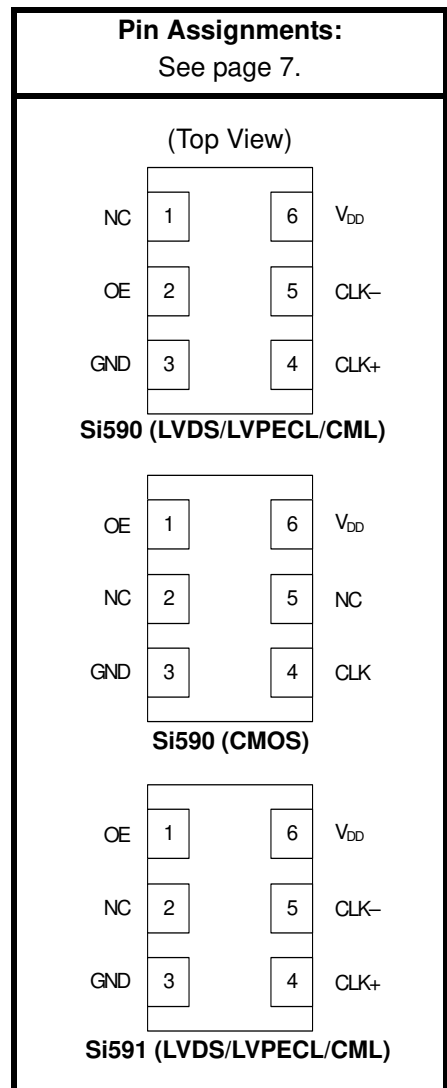 Pin Assignments:
See page 7.
(Top View)
NC 1 6 VDD
OE 2 5 CLK–
GND 3 4 CLK+
Si590 (LVDS/LVPECL/CML)
OE 1 6 VDD
NC 2 5 NC
GND 3 4 CLK
Si590 (CMOS)
OE 1 6 VDD
NC 2 5 CLK–
GND 3 4 CLK+
Si591 (LVDS/LVPECL/CML)